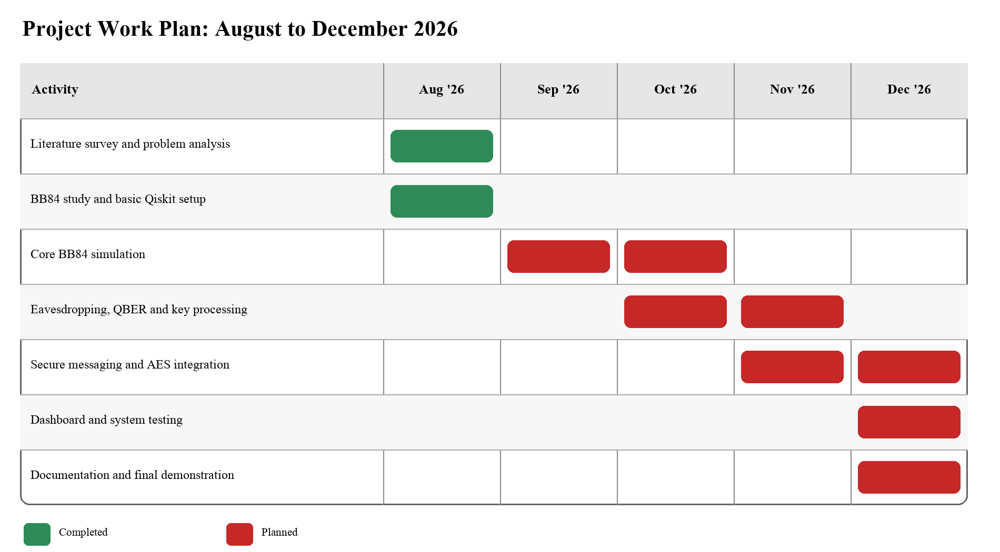 Project Work Plan: August to December 2026
Activity Aug '26 Sep '26 Oct '26 Nov '26 Dec '26
Literature survey and problem analysis
BB84 study and basic Qiskit setup
Core BB84 simulation
Eavesdropping, QBER and key processing
Secure messaging and AES integration
Dashboard and system testing
Documentation and final demonstration
Completed Planned